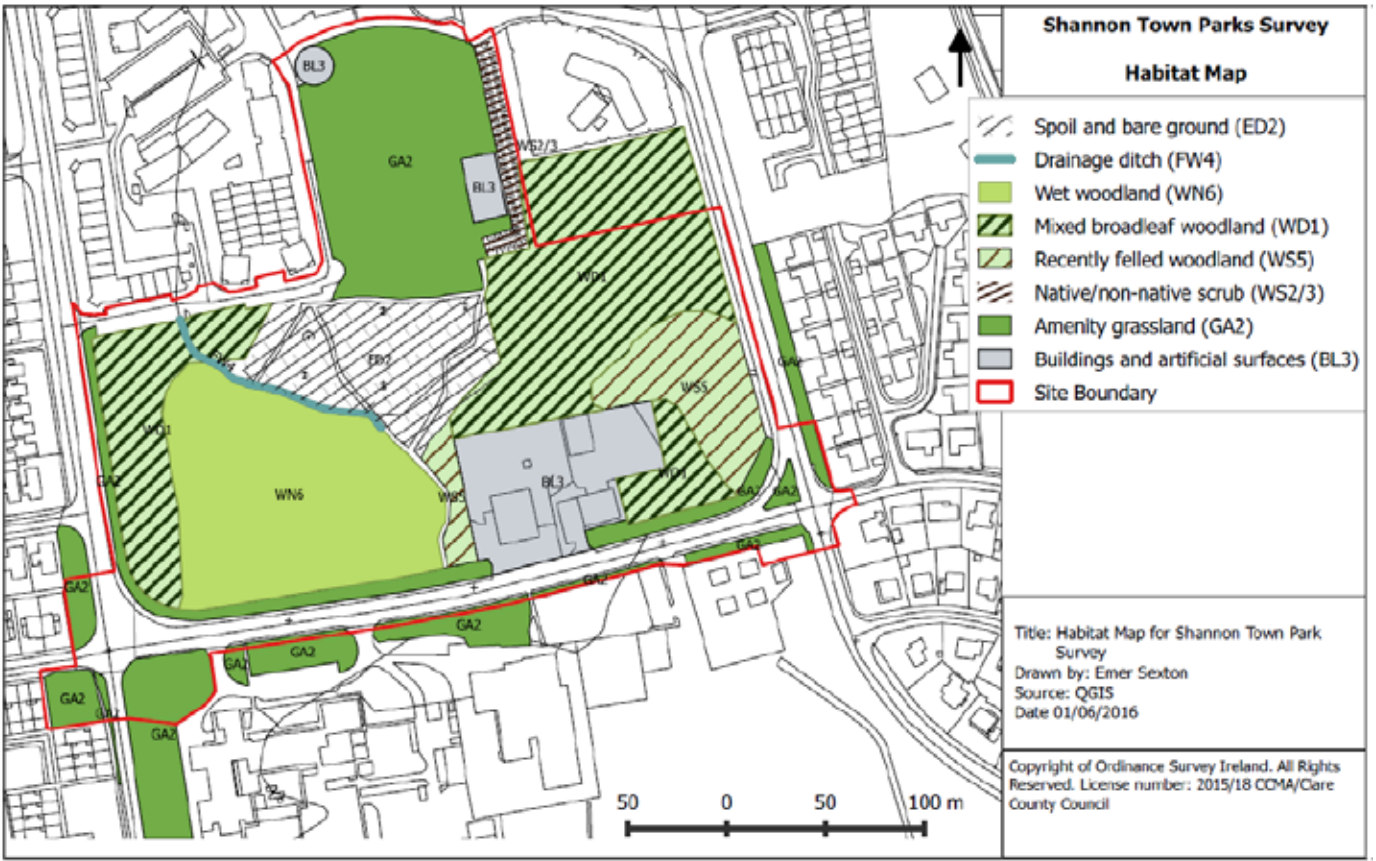 Shannon Town Parks Survey
Habitat Map
Spoil and bare ground (ED2)
Drainage ditch (FW4)
Wet woodland (WN6)
Mixed broadleaf woodland (WD1)
Recently felled woodland (WS5)
Native/non-native scrub (WS2/3)
Amenity grassland (GA2)
Buildings and artificial surfaces (BL3)
Site Boundary
Title: Habitat Map for Shannon Town Park
Survey
Drawn by: Emer Sexton
Source: QGIS
Date 01/06/2016
Copyright of Ordinance Survey Ireland. All Rights
Reserved. License number: 2015/18 CCMA/Clare
County Council
BL3
GA2
WS2/3
BL3
WD1
ED2
FW4
GA2
WS5
WD1
GA2
WN6
WS5
BL3
WD1
GA2
GA2
GA2
GA2
GA2
GA2
GA2
GA2
GA2
GA2
GA2
50 0 50 100 m